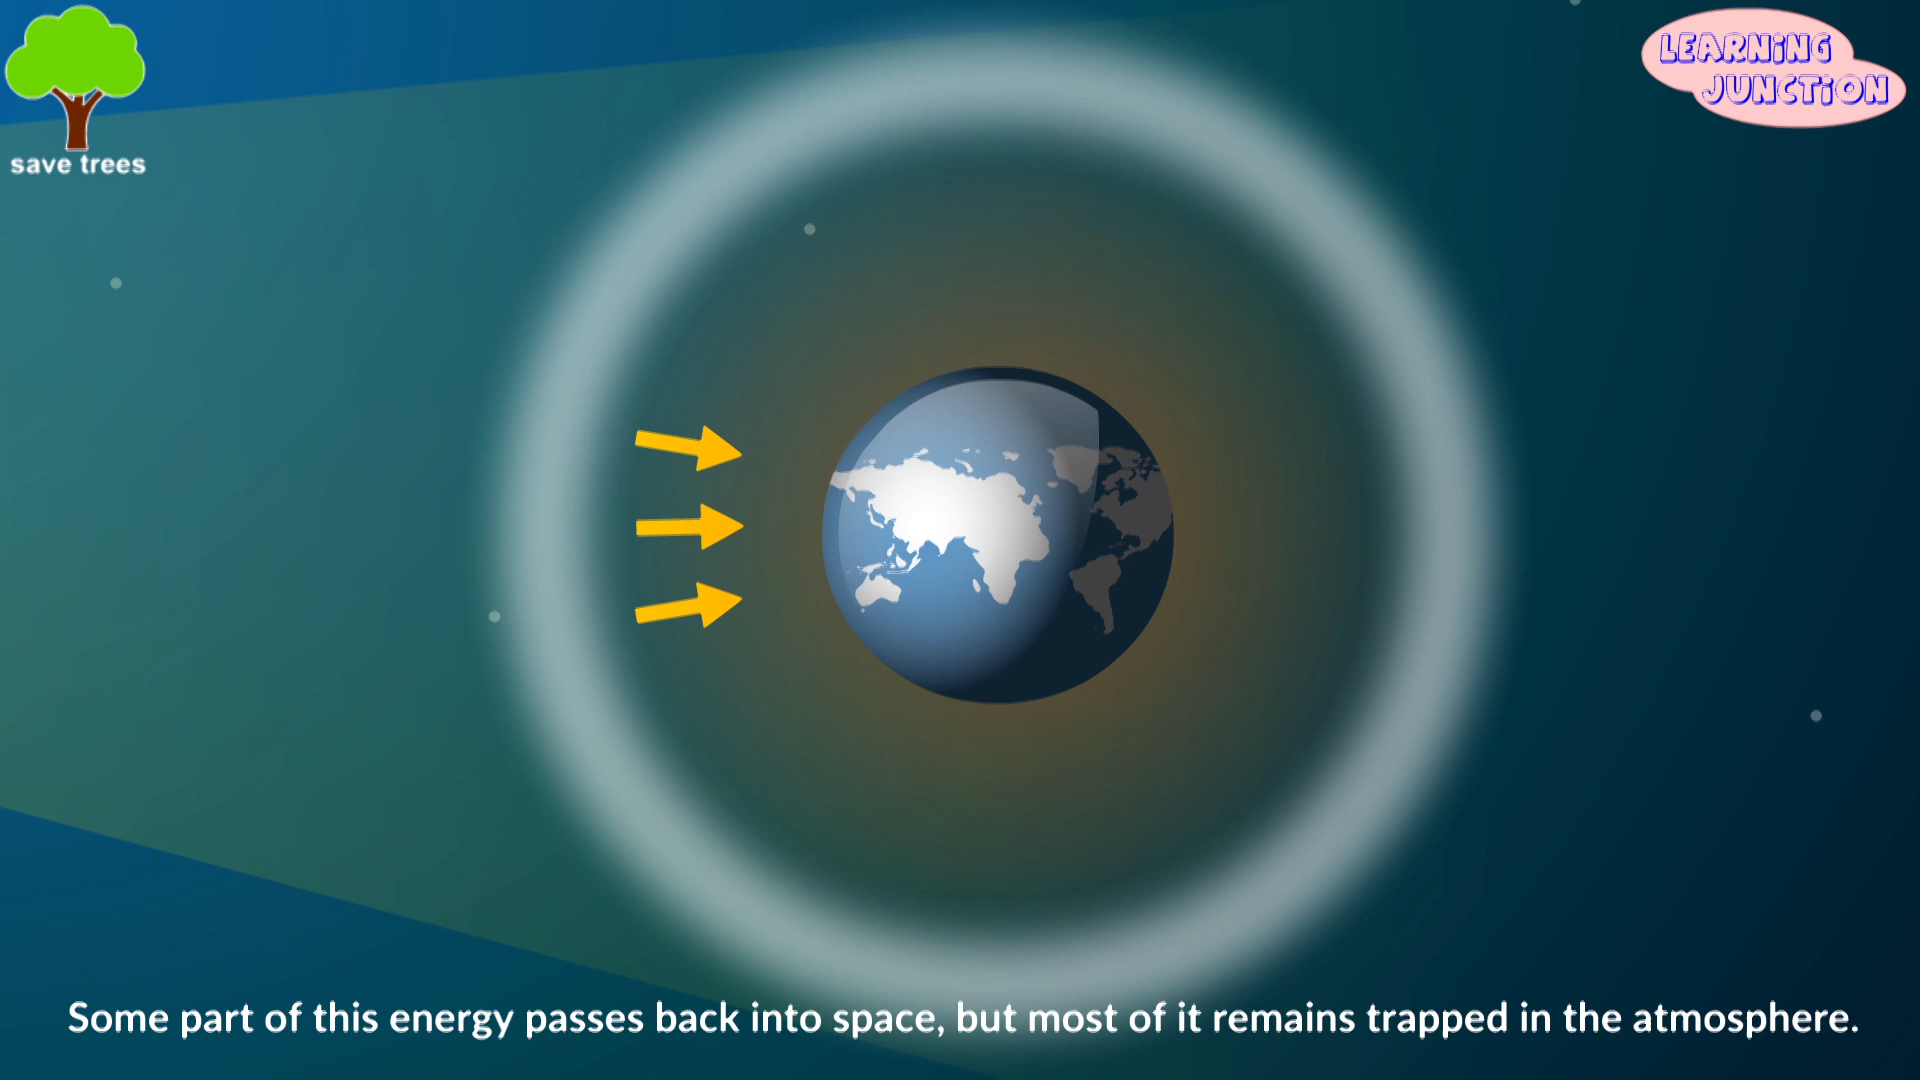 LEARNING
JUNCTION
save trees
Some part of this energy passes back into space, but most of it remains trapped in the atmosphere.